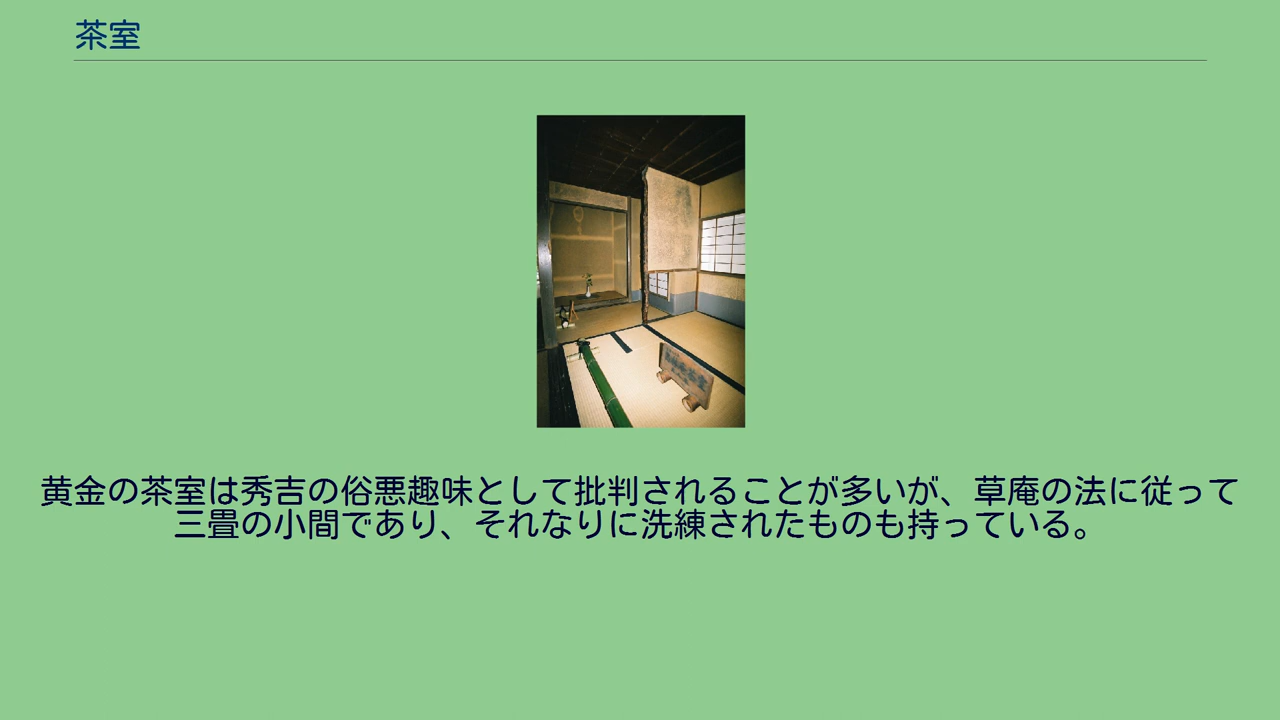 茶室
黄金の茶室は秀吉の俗悪趣味として批判されることが多いが、草庵の法に従って
三畳の小間であり、それなりに洗練されたものも持っている。